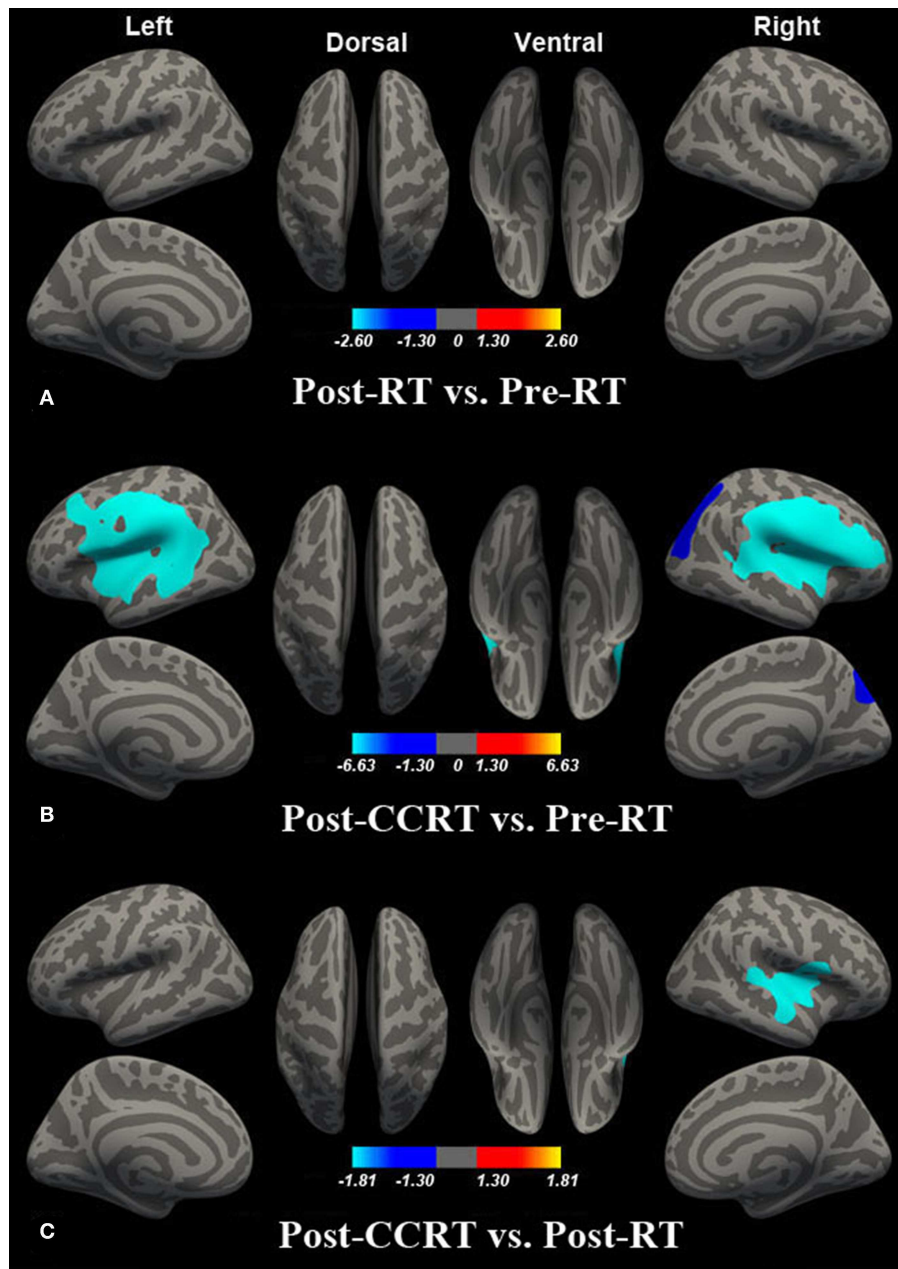 Left Dorsal Ventral Right
-2.60 -1.30 0 1.30 2.60
A
Post-RT vs. Pre-RT
-6.63 -1.30 0 1.30 6.63
B
Post-CCRT vs. Pre-RT
-1.81 -1.30 1.30 1.81
C
Post-CCRT vs. Post-RT